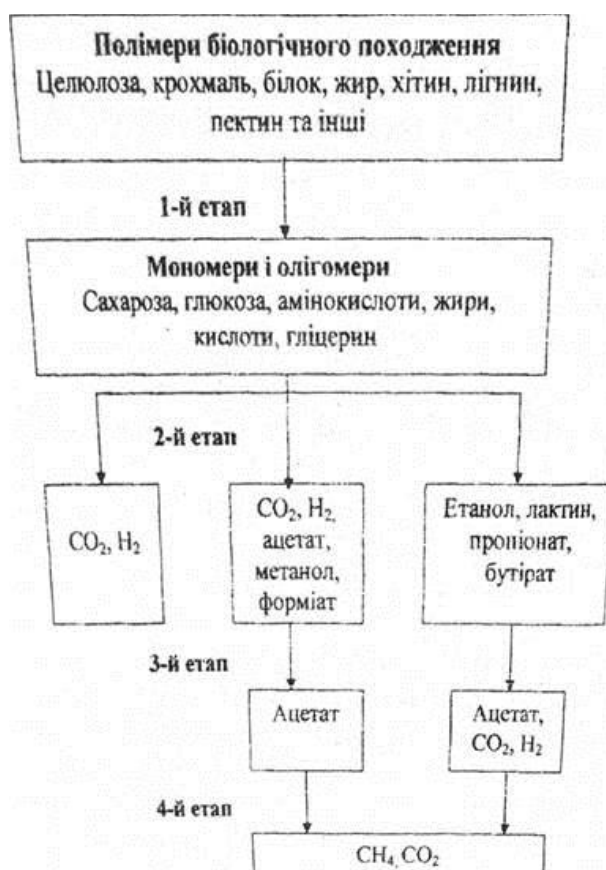 Полімери біологічного походження
Целюлоза, крохмаль, білок, жир, хітин, лігнин,
пектин та інші
1-й етап
Мономери і олігомери
Сахароза, глюкоза, амінокислоти, жири,
кислоти, гліцерин
2-й етап
CO₂, H₂
CO₂, H₂,
ацетат,
метанол,
форміат
Етанол, лактин,
пропіонат,
бутірат
3-й етап
Ацетат
Ацетат,
CO₂, H₂
4-й етап
CH₄, CO₂